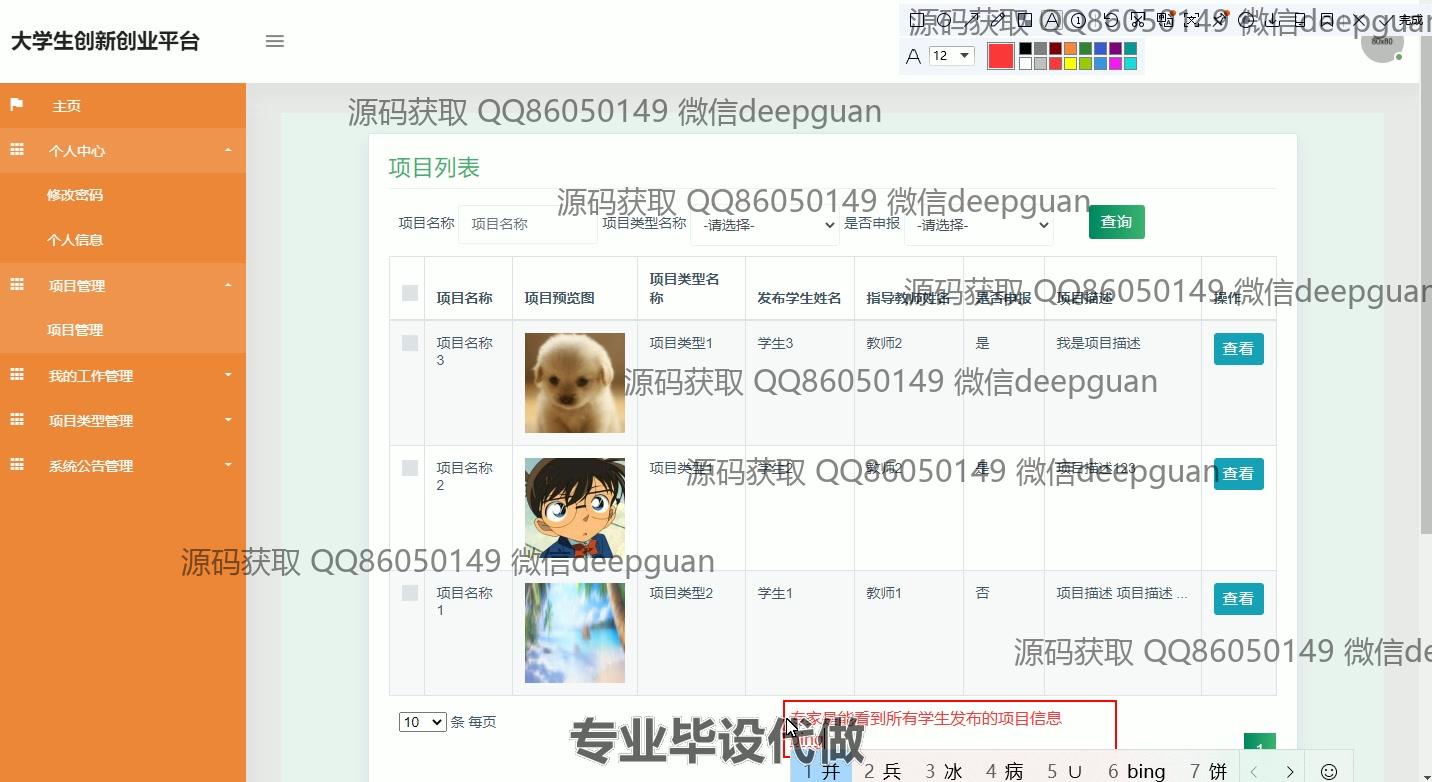 大学生创新创业平台
完成
源码获取 QQ86050149 微信deepguan
12
60x60
主页
个人中心
修改密码
个人信息
项目管理
项目管理
我的工作管理
项目类型管理
系统公告管理
源码获取 QQ86050149 微信deepguan
项目列表
源码获取 QQ86050149 微信deepguan
项目名称 项目名称 项目类型名称 -请选择- 是否申报 -请选择- 查询
项目名称 项目预览图 项目类型名称 发布学生姓名 指导教师姓名 是否申报 项目描述 操作
源码获取 QQ86050149 微信deepguan
项目名称3 项目类型1 学生3 教师2 是 我是项目描述 查看
源码获取 QQ86050149 微信deepguan
项目名称2 项目类型1 学生2 教师2 是 项目描述123 查看
源码获取 QQ86050149 微信deepguan
源码获取 QQ86050149 微信deepguan
项目名称1 项目类型2 学生1 教师1 否 项目描述 项目描述 ... 查看
源码获取 QQ86050149 微信de
10 条 每页
专家是能看到所有学生发布的项目信息
bing
1
专业毕设代做
1 并 2 兵 3 冰 4 病 5 U 6 bing 7 饼